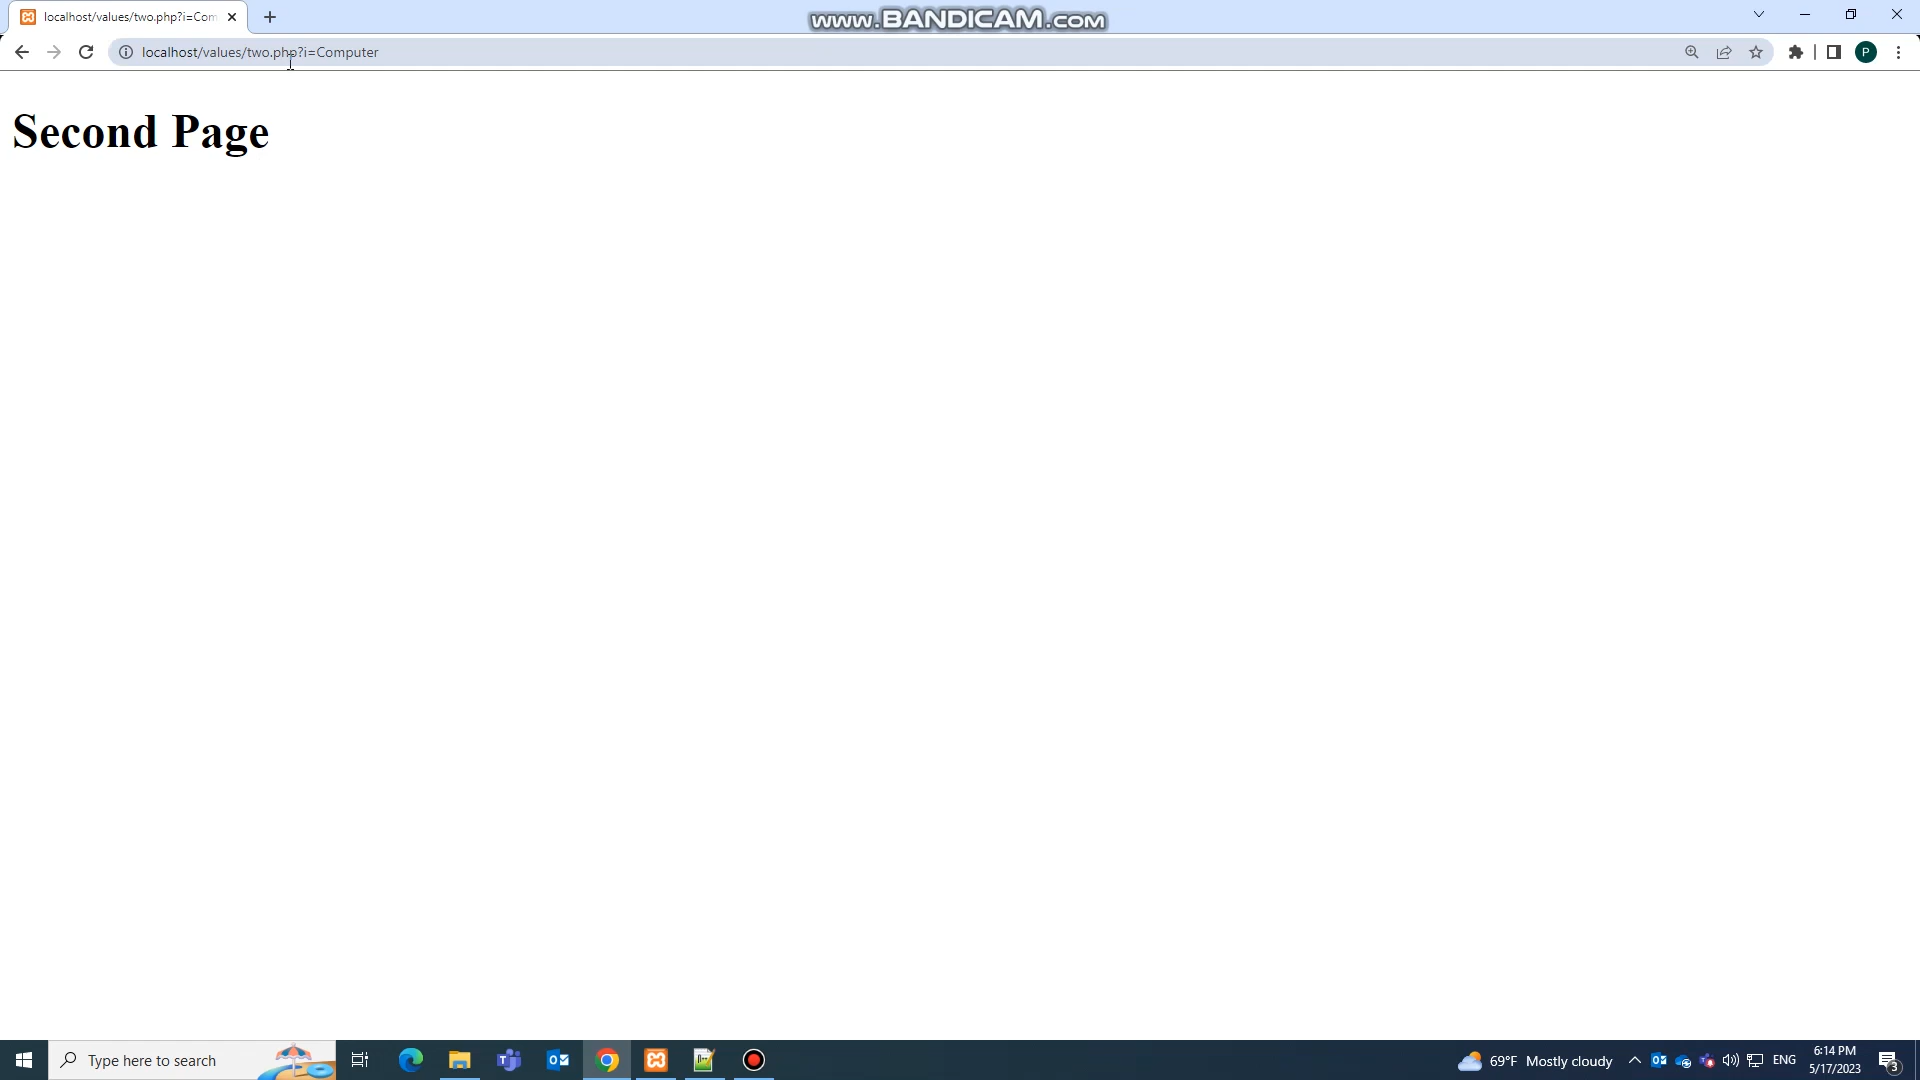 localhost/values/two.php?i=Com
www.BANDICAM.com
localhost/values/two.php?i=Computer
P
Second Page
Type here to search
69°F Mostly cloudy
ENG
6:14 PM
5/17/2023
3